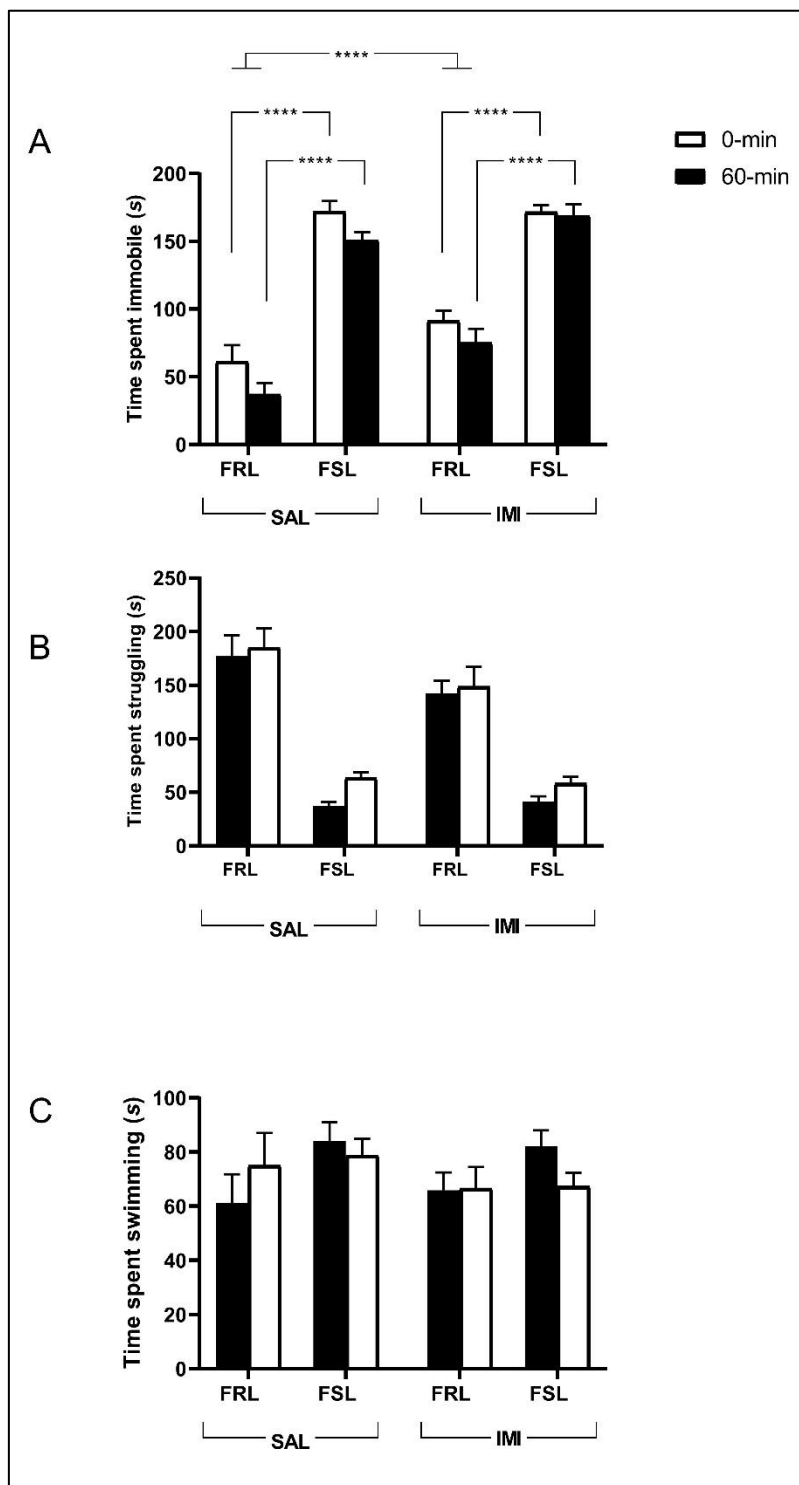 ****
**** ****
A
0-min
**** ****
60-min
Time spent immobile (s)
200
150
100
50
0
FRL FSL FRL FSL
SAL IMI
B
Time spent struggling (s)
250
200
150
100
50
0
FRL FSL FRL FSL
SAL IMI
C
Time spent swimming (s)
100
80
60
40
20
0
FRL FSL FRL FSL
SAL IMI